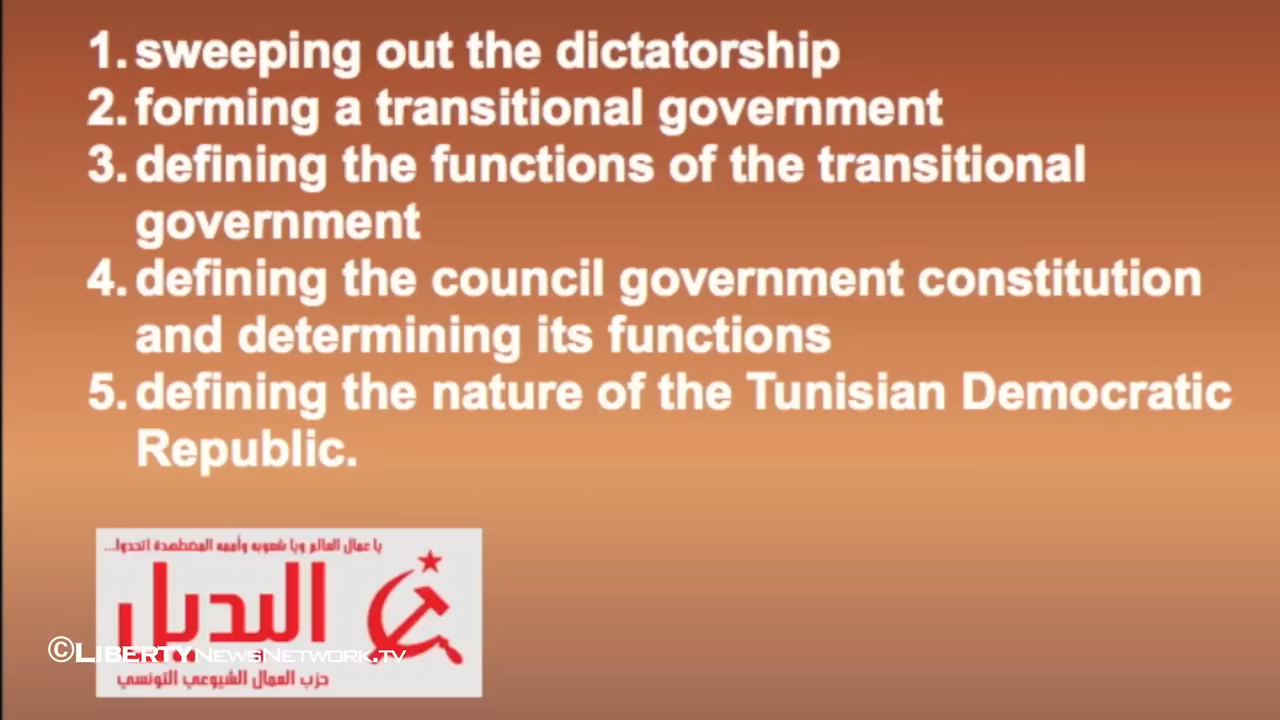 1. sweeping out the dictatorship
2. forming a transitional government
3. defining the functions of the transitional
government
4. defining the council government constitution
and determining its functions
5. defining the nature of the Tunisian Democratic
Republic.
يا عمال العالم ويا شعوبه وأممه المضطهدة اتحدوا...
البديل
©LIBERTYNEWSNETWORK.TV
حزب العمال الشيوعي التونسي